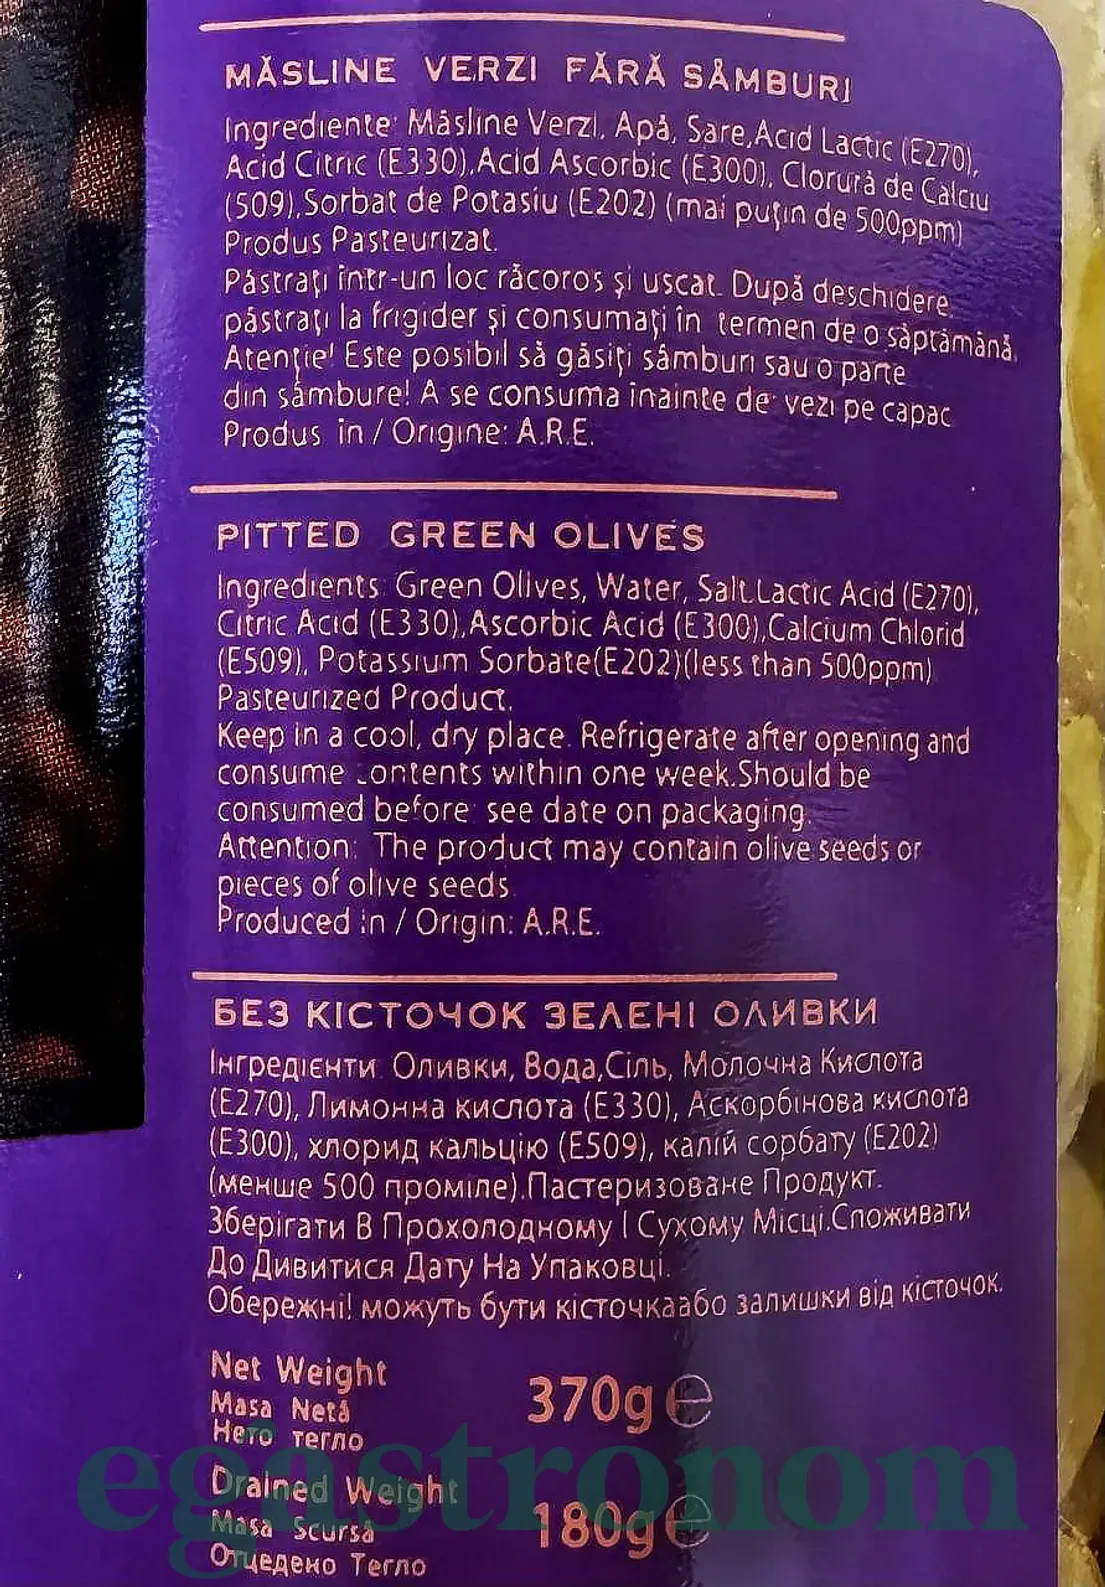 MĂSLINE VERZI FĂRĂ SÂMBURI
Ingrediente: Măsline Verzi, Apă, Sare,Acid Lactic (E270),
Acid Citric (E330),Acid Ascorbic (E300), Clorură de Calciu
(509),Sorbat de Potasiu (E202) (mai puțin de 500ppm)
Produs Pasteurizat.
Păstrați într-un loc răcoros și uscat. După deschidere,
păstrați la frigider și consumați în termen de o săptămână.
Atenție! Este posibil să găsiți sâmburi sau o parte
din sâmbure! A se consuma înainte de: vezi pe capac
Produs în / Origine: A.R.E.
PITTED GREEN OLIVES
Ingredients: Green Olives, Water, Salt,Lactic Acid (E270),
Citric Acid (E330),Ascorbic Acid (E300),Calcium Chlorid
(E509), Potassium Sorbate(E202)(less than 500ppm)
Pasteurized Product.
Keep in a cool, dry place. Refrigerate after opening and
consume contents within one week.Should be
consumed before: see date on packaging.
Attention: The product may contain olive seeds or
pieces of olive seeds.
Produced in / Origin: A.R.E.
БЕЗ КІСТОЧОК ЗЕЛЕНІ ОЛИВКИ
Інгредієнти: Оливки, Вода,Сіль, Молочна Кислота
(E270), Лимонна кислота (E330), Аскорбінова кислота
(E300), хлорид кальцію (E509), калій сорбату (E202)
(менше 500 проміле).Пастеризоване Продукт.
Зберігати В Прохолодному І Сухому Місці.Споживати
До Дивитися Дату На Упаковці.
Обережні! можуть бути кісточкаабо залишки від кісточок.
Net Weight
Masa Netă
Нето тегло
370g ℮
Drained Weight
Masa Scursă
Отцедено Тегло
180g ℮
egastronom